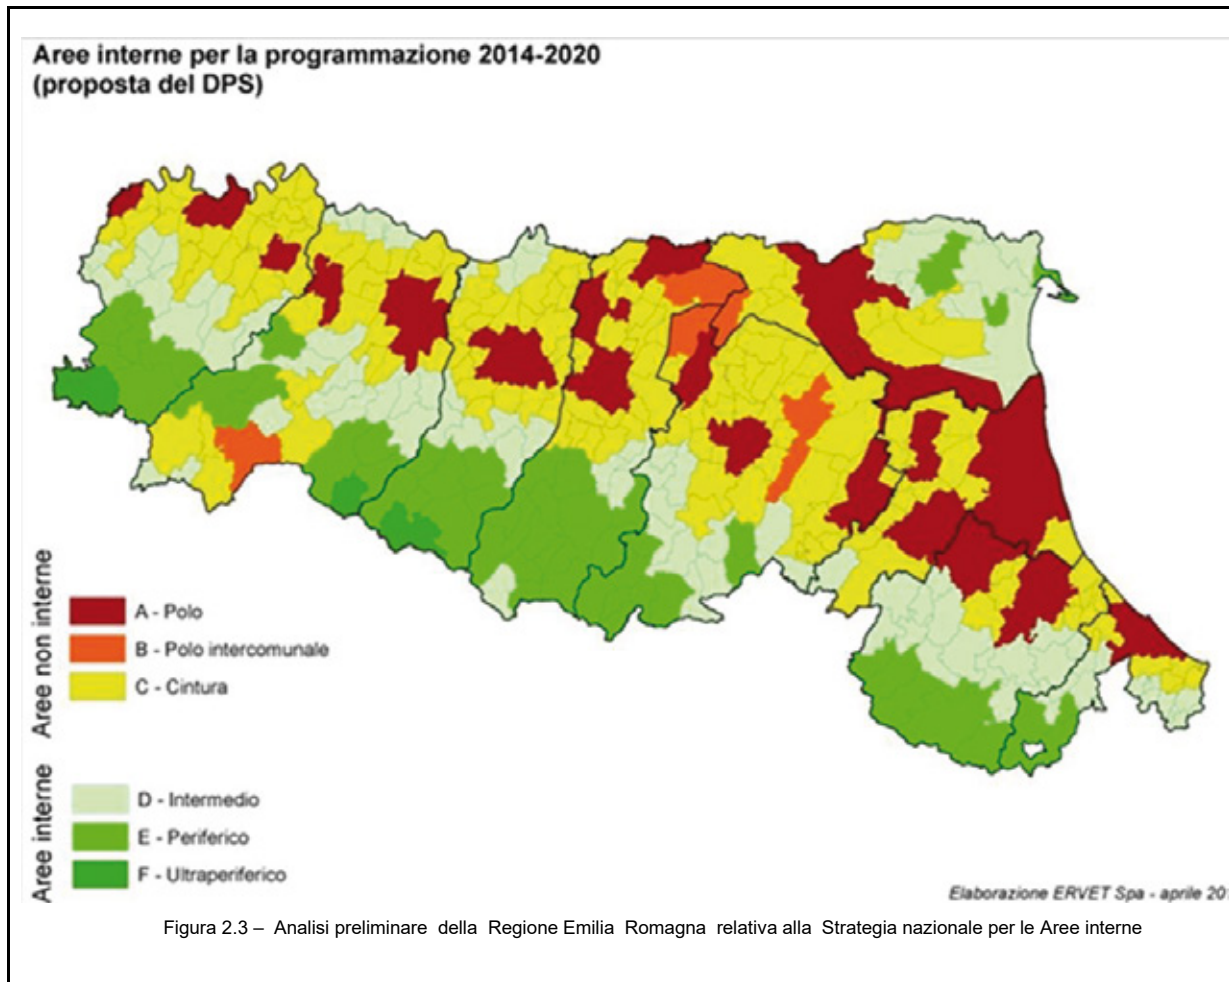 Aree interne per la programmazione 2014-2020
(proposta del DPS)
Aree non interne
A - Polo
B - Polo intercomunale
C - Cintura
Aree interne
D - Intermedio
E - Periferico
F - Ultraperiferico
Elaborazione ERVET Spa - aprile 201
Figura 2.3 – Analisi preliminare della Regione Emilia Romagna relativa alla Strategia nazionale per le Aree interne